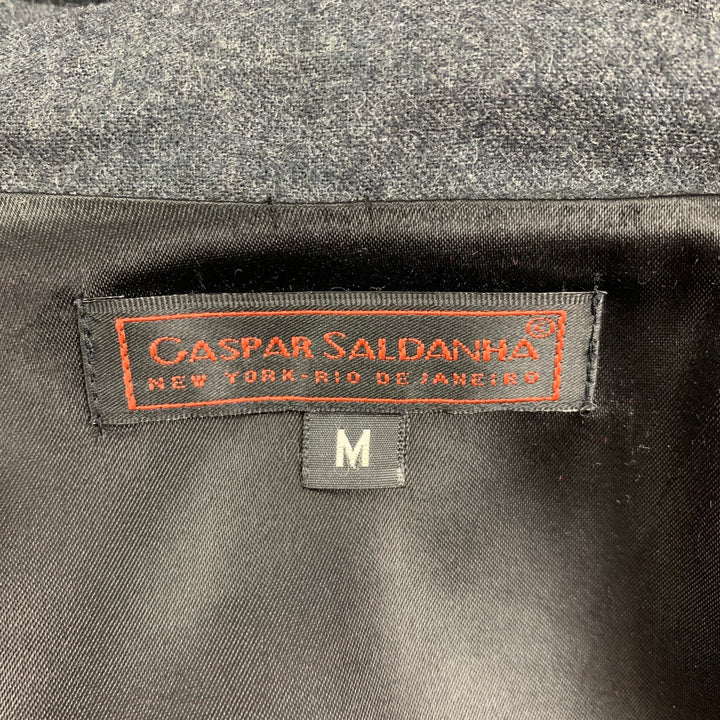 GASPAR SALDANHA ©
NEW YORK-RIO DE JANEIRO
M